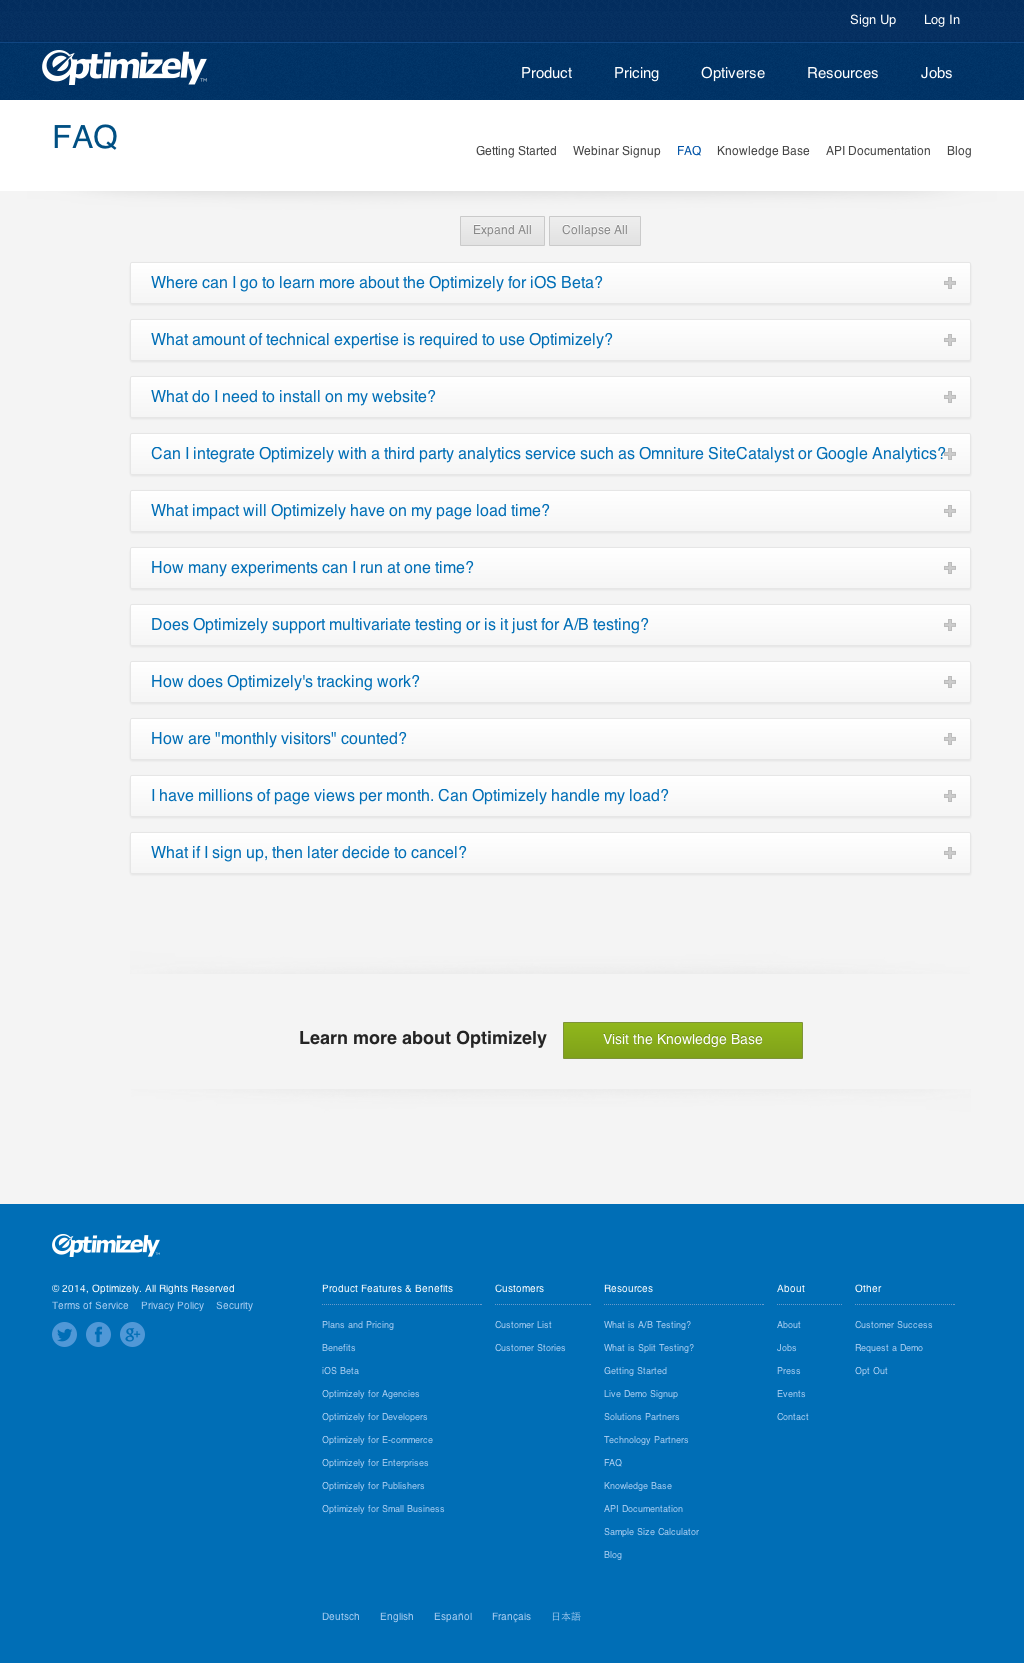 Sign Up Log In
Optimizely™
Product Pricing Optiverse Resources Jobs
FAQ
Getting Started Webinar Signup FAQ Knowledge Base API Documentation Blog
Expand All Collapse All
Where can I go to learn more about the Optimizely for iOS Beta?
What amount of technical expertise is required to use Optimizely?
What do I need to install on my website?
Can I integrate Optimizely with a third party analytics service such as Omniture SiteCatalyst or Google Analytics?
What impact will Optimizely have on my page load time?
How many experiments can I run at one time?
Does Optimizely support multivariate testing or is it just for A/B testing?
How does Optimizely's tracking work?
How are "monthly visitors" counted?
I have millions of page views per month. Can Optimizely handle my load?
What if I sign up, then later decide to cancel?
Learn more about Optimizely Visit the Knowledge Base
Optimizely
© 2014, Optimizely. All Rights Reserved
Terms of Service Privacy Policy Security
Product Features & Benefits
Plans and Pricing
Benefits
iOS Beta
Optimizely for Agencies
Optimizely for Developers
Optimizely for E-commerce
Optimizely for Enterprises
Optimizely for Publishers
Optimizely for Small Business
Customers
Customer List
Customer Stories
Resources
What is A/B Testing?
What is Split Testing?
Getting Started
Live Demo Signup
Solutions Partners
Technology Partners
FAQ
Knowledge Base
API Documentation
Sample Size Calculator
Blog
About
About
Jobs
Press
Events
Contact
Other
Customer Success
Request a Demo
Opt Out
Deutsch English Español Français 日本語